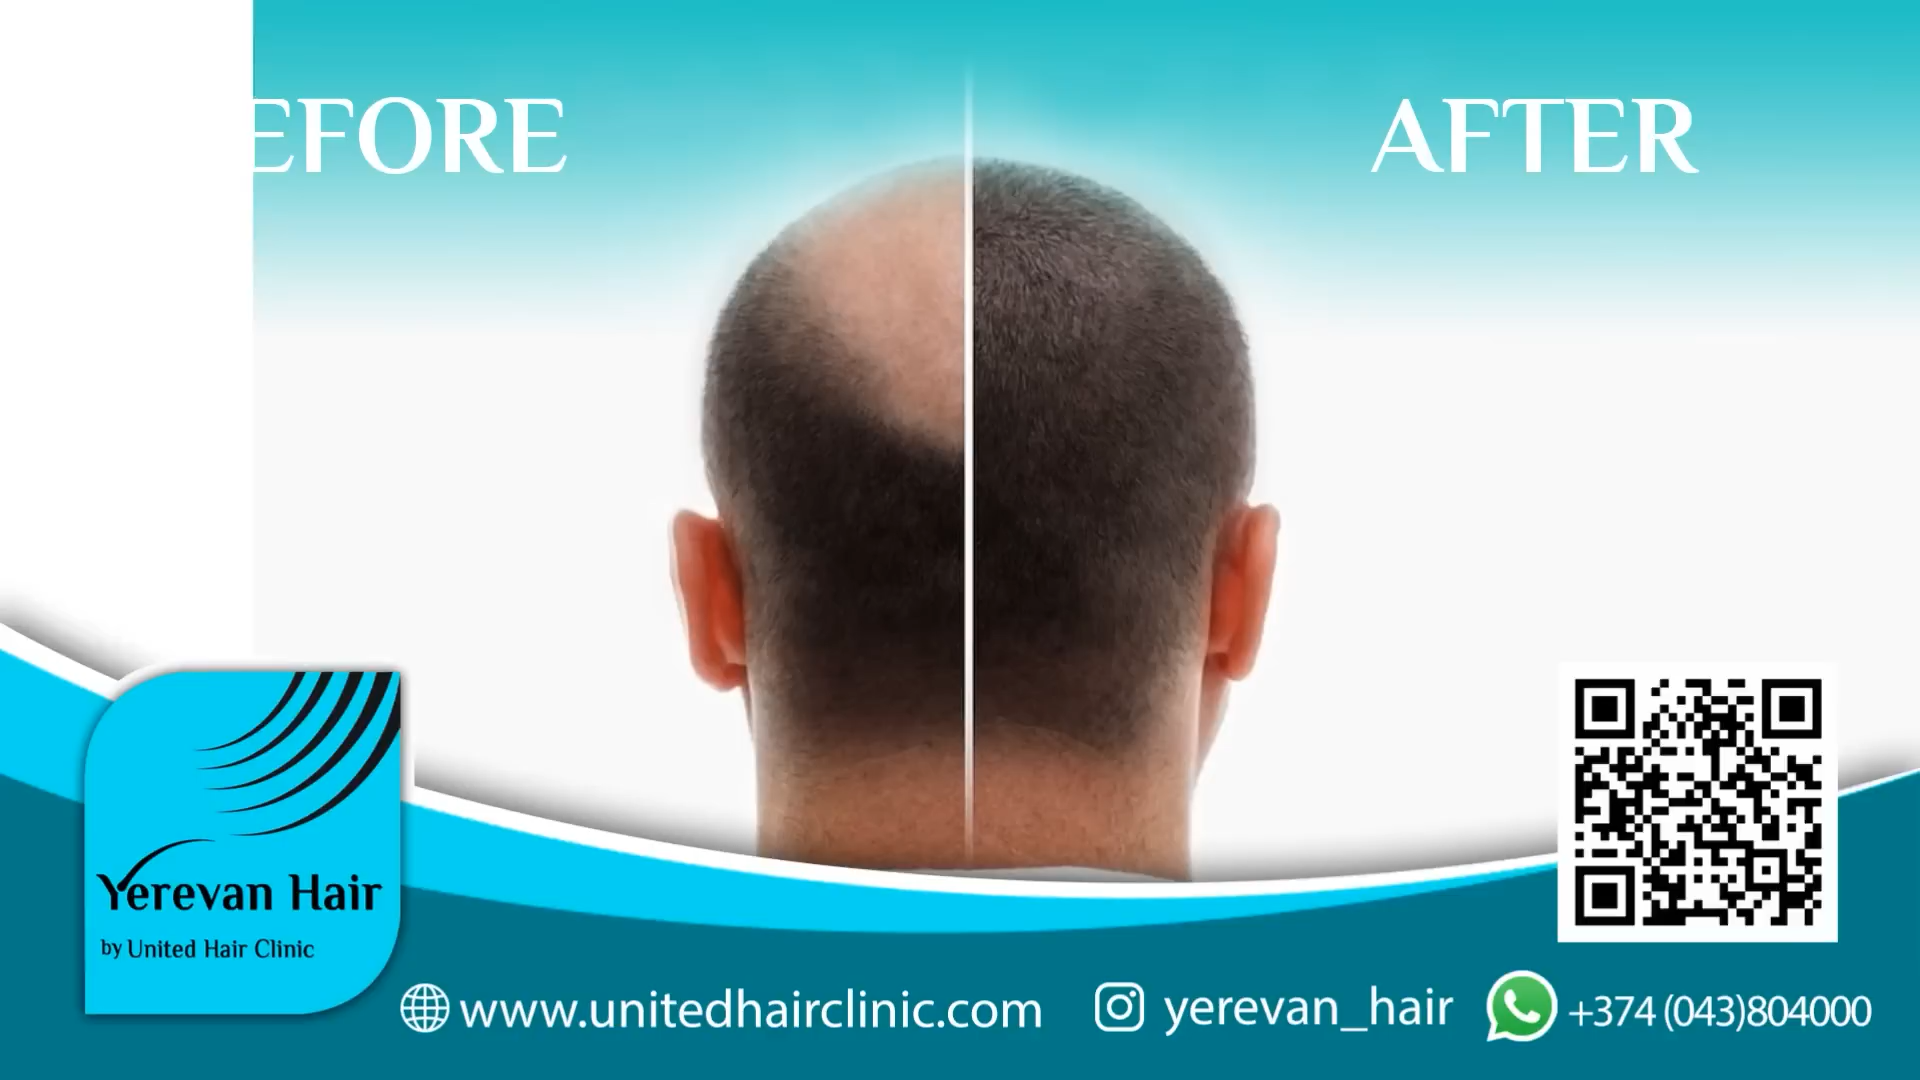 EFORE
AFTER
Yerevan Hair
by United Hair Clinic
www.unitedhairclinic.com
yerevan_hair
+374 (043)804000